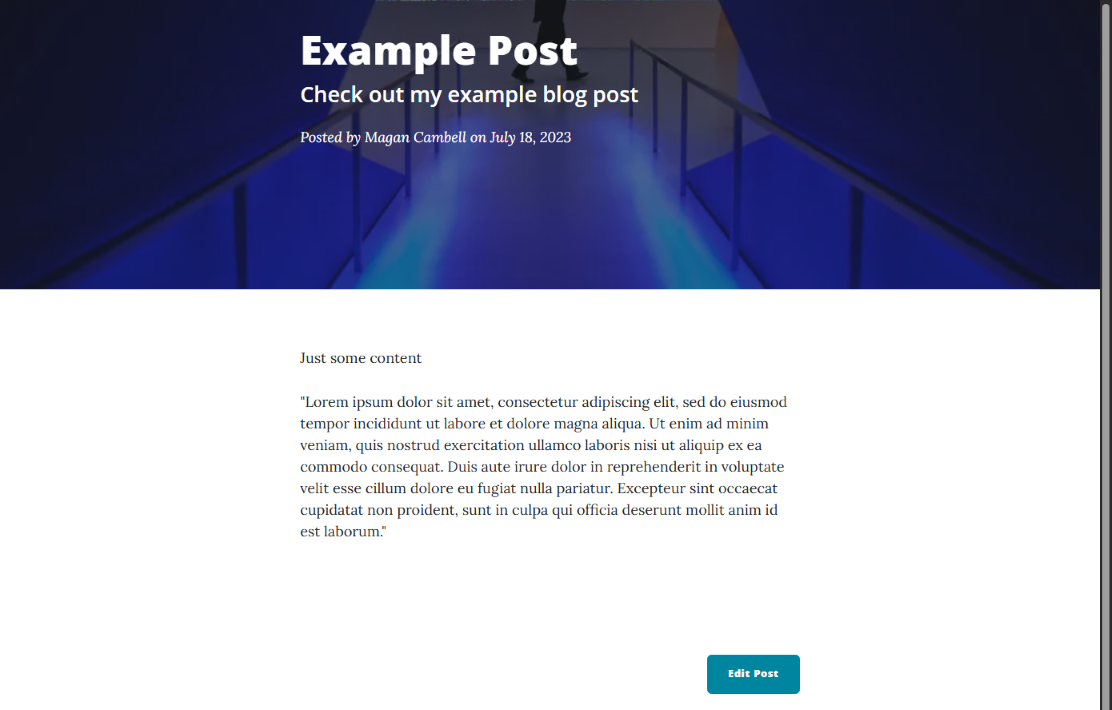 Example Post
Check out my example blog post
Posted by Magan Cambell on July 18, 2023
Just some content
"Lorem ipsum dolor sit amet, consectetur adipiscing elit, sed do eiusmod
tempor incididunt ut labore et dolore magna aliqua. Ut enim ad minim
veniam, quis nostrud exercitation ullamco laboris nisi ut aliquip ex ea
commodo consequat. Duis aute irure dolor in reprehenderit in voluptate
velit esse cillum dolore eu fugiat nulla pariatur. Excepteur sint occaecat
cupidatat non proident, sunt in culpa qui officia deserunt mollit anim id
est laborum."
Edit Post